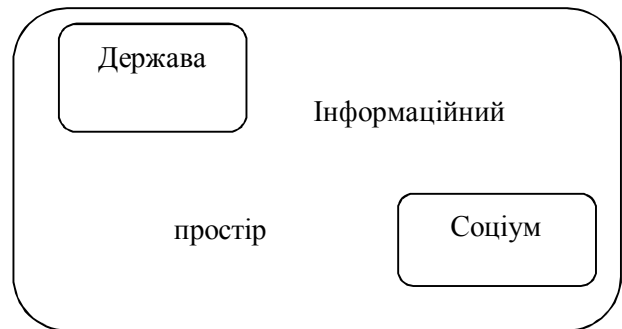 Держава
Інформаційний
простір
Соціум